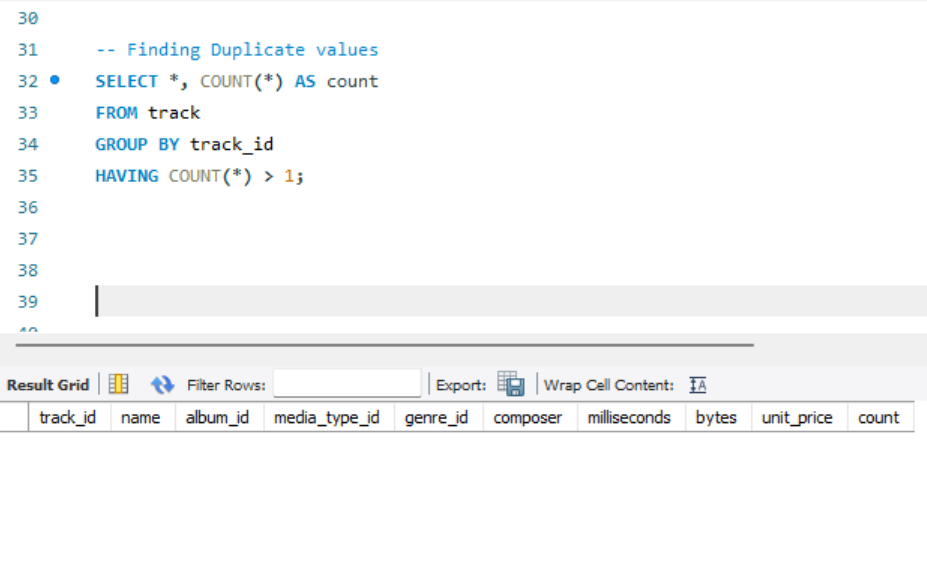 30
31 -- Finding Duplicate values
32 SELECT *, COUNT(*) AS count
33 FROM track
34 GROUP BY track_id
35 HAVING COUNT(*) > 1;
36
37
38
39
40
Result Grid Filter Rows: Export: Wrap Cell Content: IA
track_id name album_id media_type_id genre_id composer milliseconds bytes unit_price count